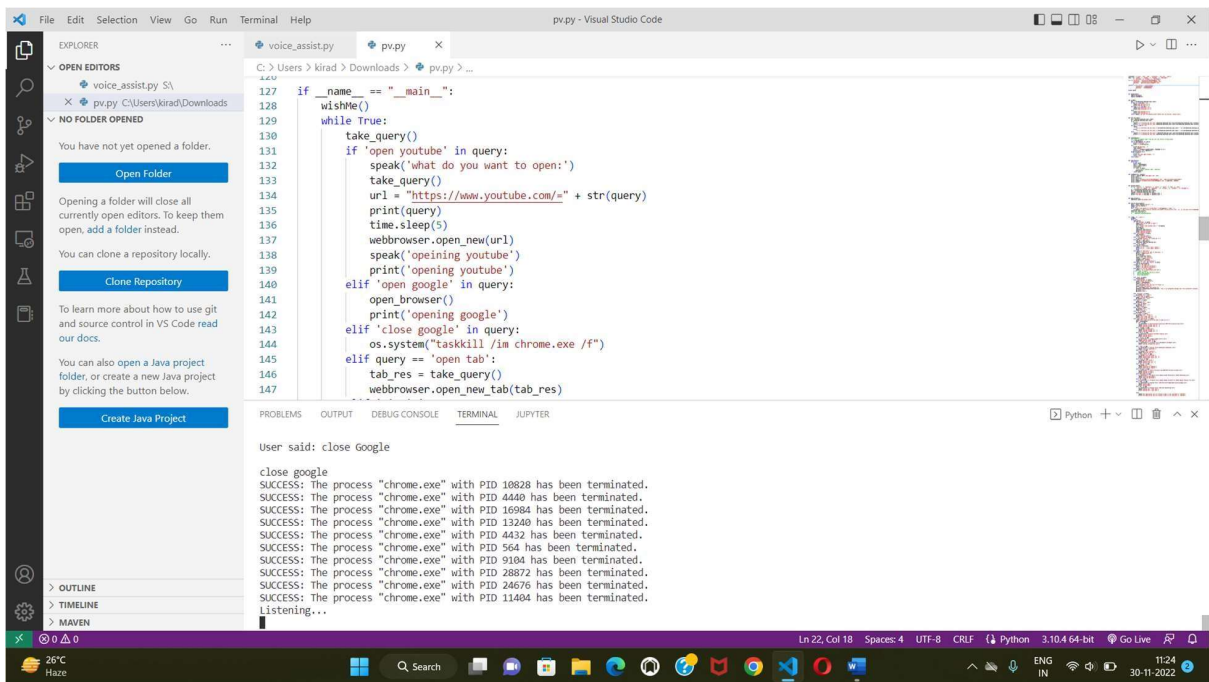 File Edit Selection View Go Run Terminal Help
pv.py - Visual Studio Code
EXPLORER
voice_assist.py
pv.py
OPEN EDITORS
voice_assist.py S:\
pv.py C:\Users\kirad\Downloads
NO FOLDER OPENED
You have not yet opened a folder.
Open Folder
Opening a folder will close all
currently open editors. To keep them
open, add a folder instead.
You can clone a repository locally.
Clone Repository
To learn more about how to use git
and source control in VS Code read
our docs.
You can also open a Java project
folder, or create a new Java project
by clicking the button below.
Create Java Project
OUTLINE
TIMELINE
MAVEN
C: > Users > kirad > Downloads > pv.py > ...
126
127 if __name__ == "__main__":
128 wishMe()
129 while True:
130 take_query()
131 if 'open youtube' in query:
132 speak('what do you want to open:')
133 take_query()
134 url = "https://www.youtube.com/=" + str(query)
135 print(query)
136 time.sleep(5)
137 webbrowser.open_new(url)
138 speak('opeining youtube')
139 print('opening youtube')
140 elif 'open google' in query:
141 open_browser()
142 print('opening google')
143 elif 'close google' in query:
144 os.system("taskkill /im chrome.exe /f")
145 elif query == 'open tab':
146 tab_res = take_query()
147 webbrowser.open_new_tab(tab_res)
PROBLEMS OUTPUT DEBUG CONSOLE TERMINAL JUPYTER
Python
User said: close Google
close google
SUCCESS: The process "chrome.exe" with PID 10828 has been terminated.
SUCCESS: The process "chrome.exe" with PID 4440 has been terminated.
SUCCESS: The process "chrome.exe" with PID 16984 has been terminated.
SUCCESS: The process "chrome.exe" with PID 13240 has been terminated.
SUCCESS: The process "chrome.exe" with PID 4432 has been terminated.
SUCCESS: The process "chrome.exe" with PID 564 has been terminated.
SUCCESS: The process "chrome.exe" with PID 9104 has been terminated.
SUCCESS: The process "chrome.exe" with PID 28872 has been terminated.
SUCCESS: The process "chrome.exe" with PID 24676 has been terminated.
SUCCESS: The process "chrome.exe" with PID 11404 has been terminated.
Listening...
0 0 Ln 22, Col 18 Spaces: 4 UTF-8 CRLF Python 3.10.4 64-bit Go Live
26°C
Haze
Search
ENG
IN
11:24
30-11-2022
2